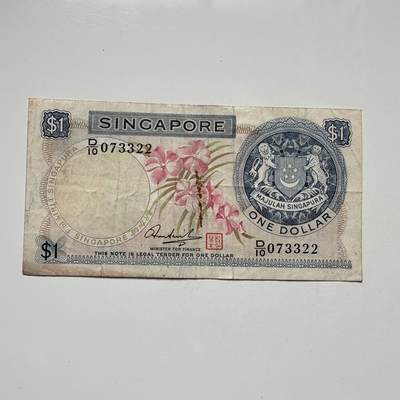 $1
SINGAPORE
$1
D/10 073322
MAJULAH SINGAPURA
ONE DOLLAR
D/10 073322
$1
MINISTER FOR FINANCE
THIS NOTE IS LEGAL TENDER FOR ONE DOLLAR